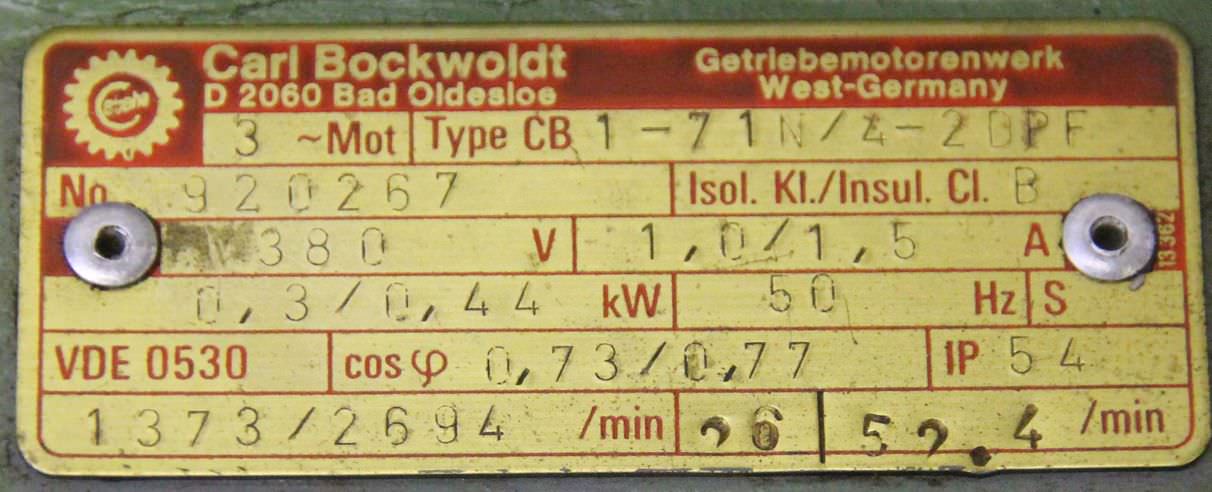 Carl Bockwoldt
D 2060 Bad Oldesloe
Getriebemotorenwerk
West-Germany
3 ~Mot Type CB 1-71N/4-2DPF
No. 920267 Isol. Kl./Insul. Cl. B
380 V 1,0/1,5 A
13 362
0,3/0,44 kW 50 Hz S
VDE 0530 cos φ 0,73/0,77 IP 54
1373/2694 /min 26 52.4 /min